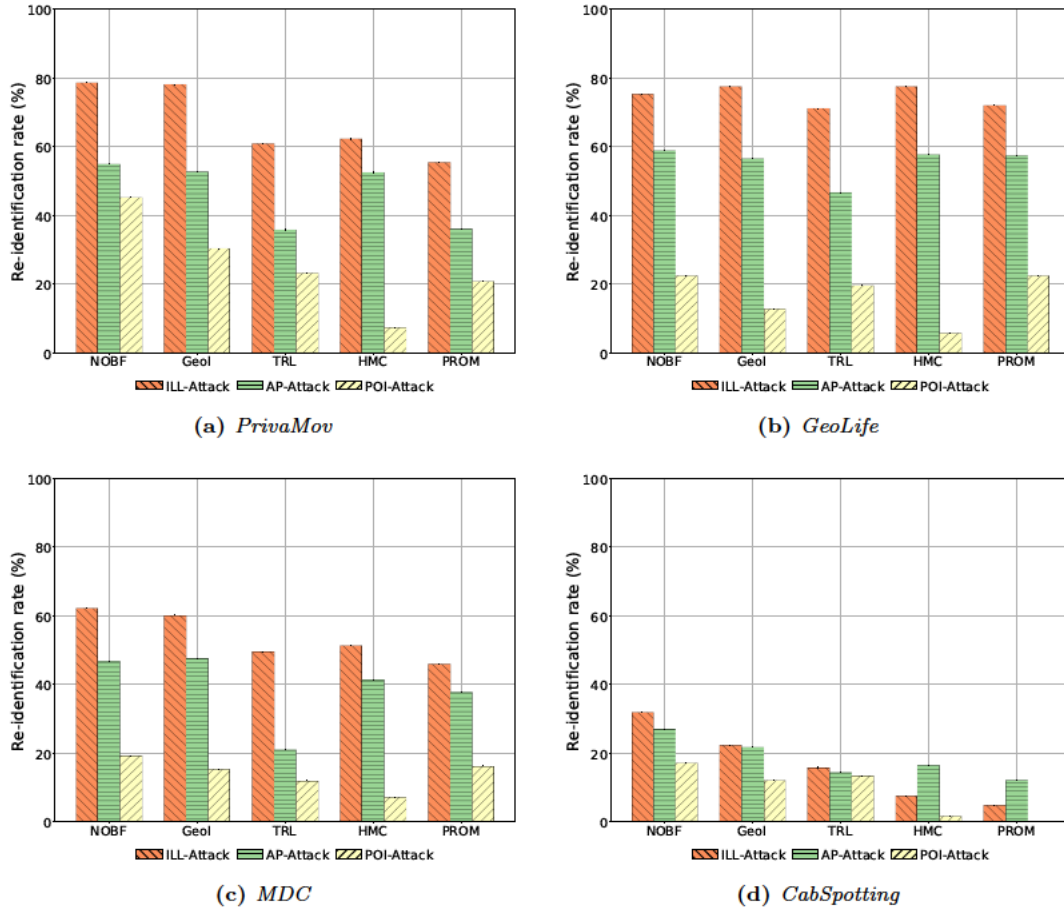 100
80
60
40
20
0
Re-identification rate (%)
NOBF GeoI TRL HMC PROM
ILL-Attack AP-Attack POI-Attack
(a) PrivaMov
100
80
60
40
20
0
Re-identification rate (%)
NOBF GeoI TRL HMC PROM
ILL-Attack AP-Attack POI-Attack
(b) GeoLife
100
80
60
40
20
0
Re-identification rate (%)
NOBF GeoI TRL HMC PROM
ILL-Attack AP-Attack POI-Attack
(c) MDC
100
80
60
40
20
0
Re-identification rate (%)
NOBF GeoI TRL HMC PROM
ILL-Attack AP-Attack POI-Attack
(d) CabSpotting